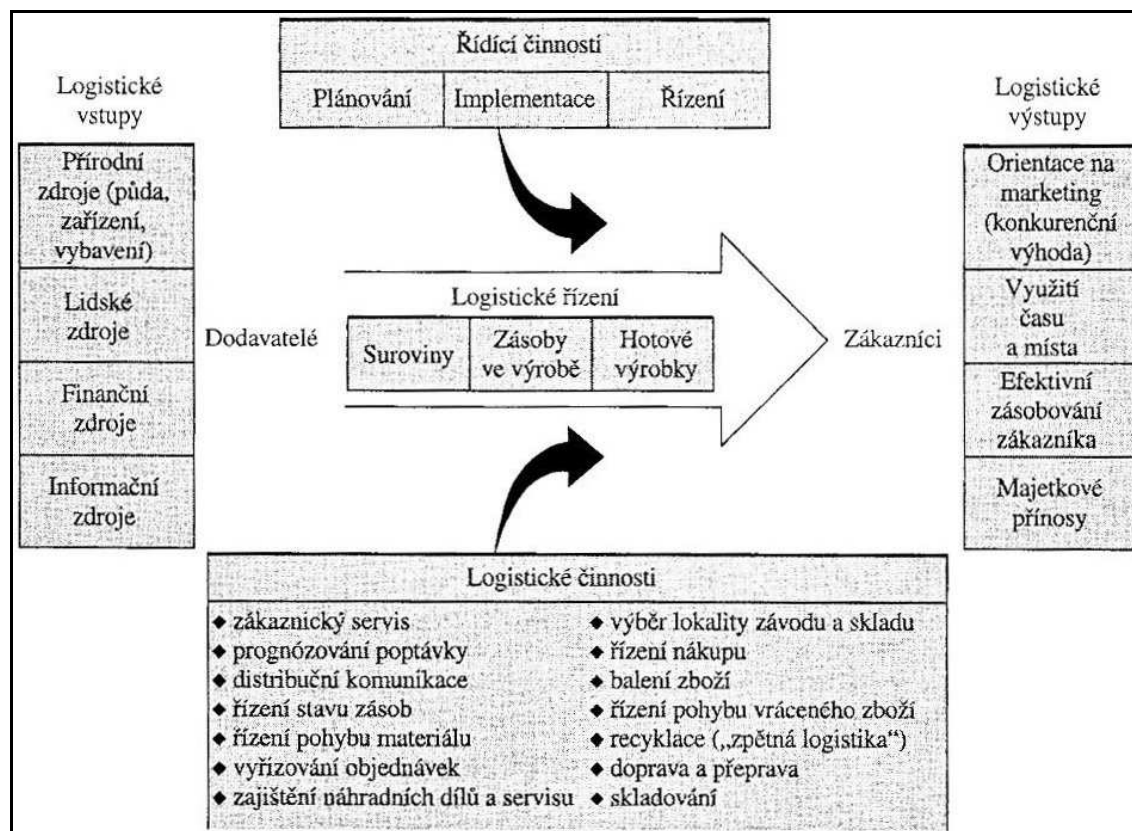 Řídící činnosti
Plánování
Implementace
Řízení
Logistické
vstupy
Přírodní
zdroje (půda,
zařízení,
vybavení)
Lidské
zdroje
Finanční
zdroje
Informační
zdroje
Dodavatelé
Logistické řízení
Suroviny
Zásoby
ve výrobě
Hotové
výrobky
Zákazníci
Logistické
výstupy
Orientace na
marketing
(konkurenční
výhoda)
Využití
času
a místa
Efektivní
zásobování
zákazníka
Majetkové
přínosy
Logistické činnosti
◆ zákaznický servis
◆ prognózování poptávky
◆ distribuční komunikace
◆ řízení stavu zásob
◆ řízení pohybu materiálu
◆ vyřizování objednávek
◆ zajištění náhradních dílů a servisu
◆ výběr lokality závodu a skladu
◆ řízení nákupu
◆ balení zboží
◆ řízení pohybu vráceného zboží
◆ recyklace („zpětná logistika“)
◆ doprava a přeprava
◆ skladování